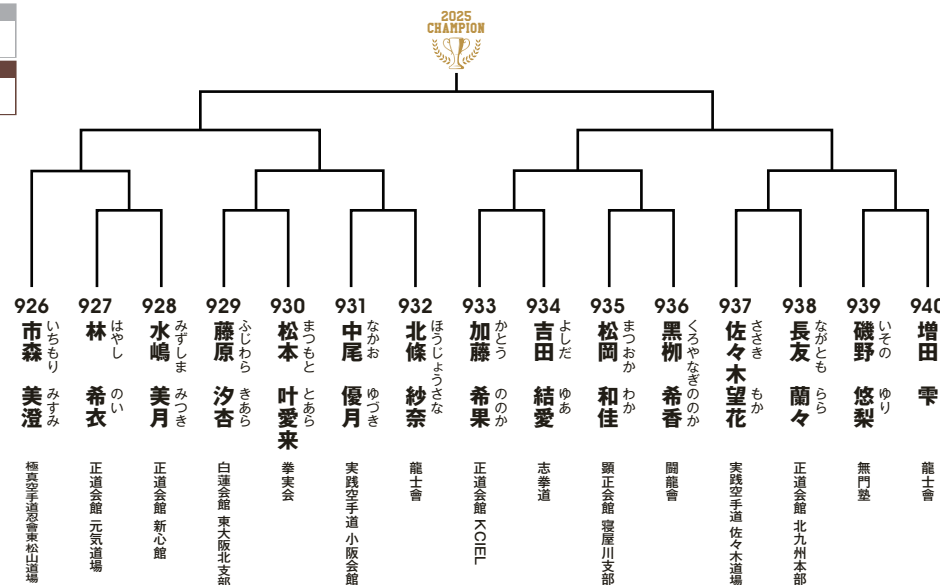 2025
CHAMPION
926
市森 美澄
いちもり みすみ
極真空手道忍會東松山道場
927
林 希衣
はやし のい
正道会館 元気道場
928
水嶋 美月
みずしま みつき
正道会館 新心館
929
藤原 汐杏
ふじわら きあら
白蓮会館 東大阪北支部
930
松本 叶愛来
まつもと とあら
拳実会
931
中尾 優月
なかお ゆづき
実践空手道 小阪会館
932
北條 紗奈
ほうじょう さな
龍士會
933
加藤 希果
かとう ののか
正道会館 KCIEL
934
吉田 結愛
よしだ ゆあ
志拳道
935
松岡 和佳
まつおか わか
顕正会館 寝屋川支部
936
黑栁 希香
くろやなぎ ののか
闘龍會
937
佐々木 望花
ささき もか
実践空手道 佐々木道場
938
長友 蘭々
ながとも らら
正道会館 北九州本部
939
磯野 悠梨
いその ゆり
無門塾
940
増田 雫
龍士會